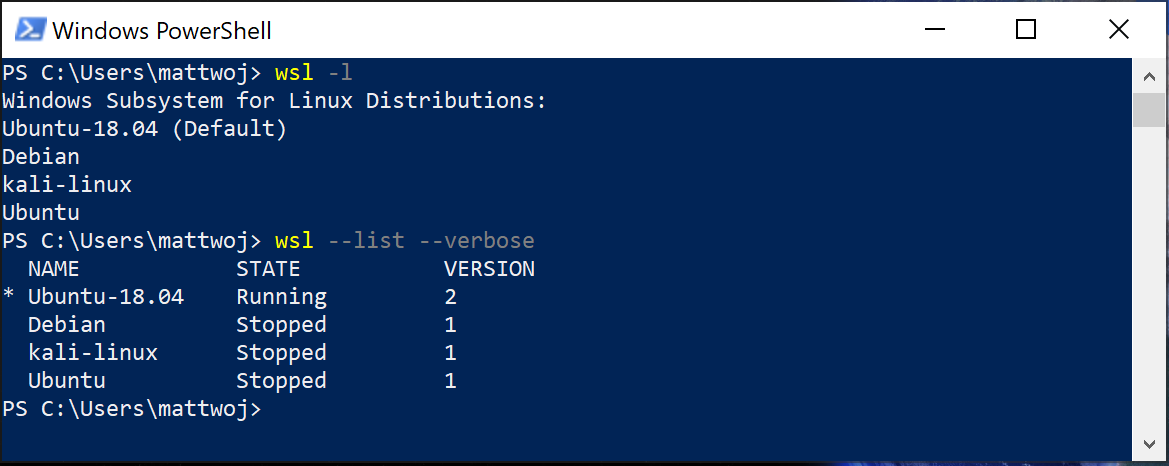 Windows PowerShell
PS C:\Users\mattwoj> wsl -l
Windows Subsystem for Linux Distributions:
Ubuntu-18.04 (Default)
Debian
kali-linux
Ubuntu
PS C:\Users\mattwoj> wsl --list --verbose
  NAME            STATE           VERSION
* Ubuntu-18.04    Running         2
  Debian          Stopped         1
  kali-linux      Stopped         1
  Ubuntu          Stopped         1
PS C:\Users\mattwoj>